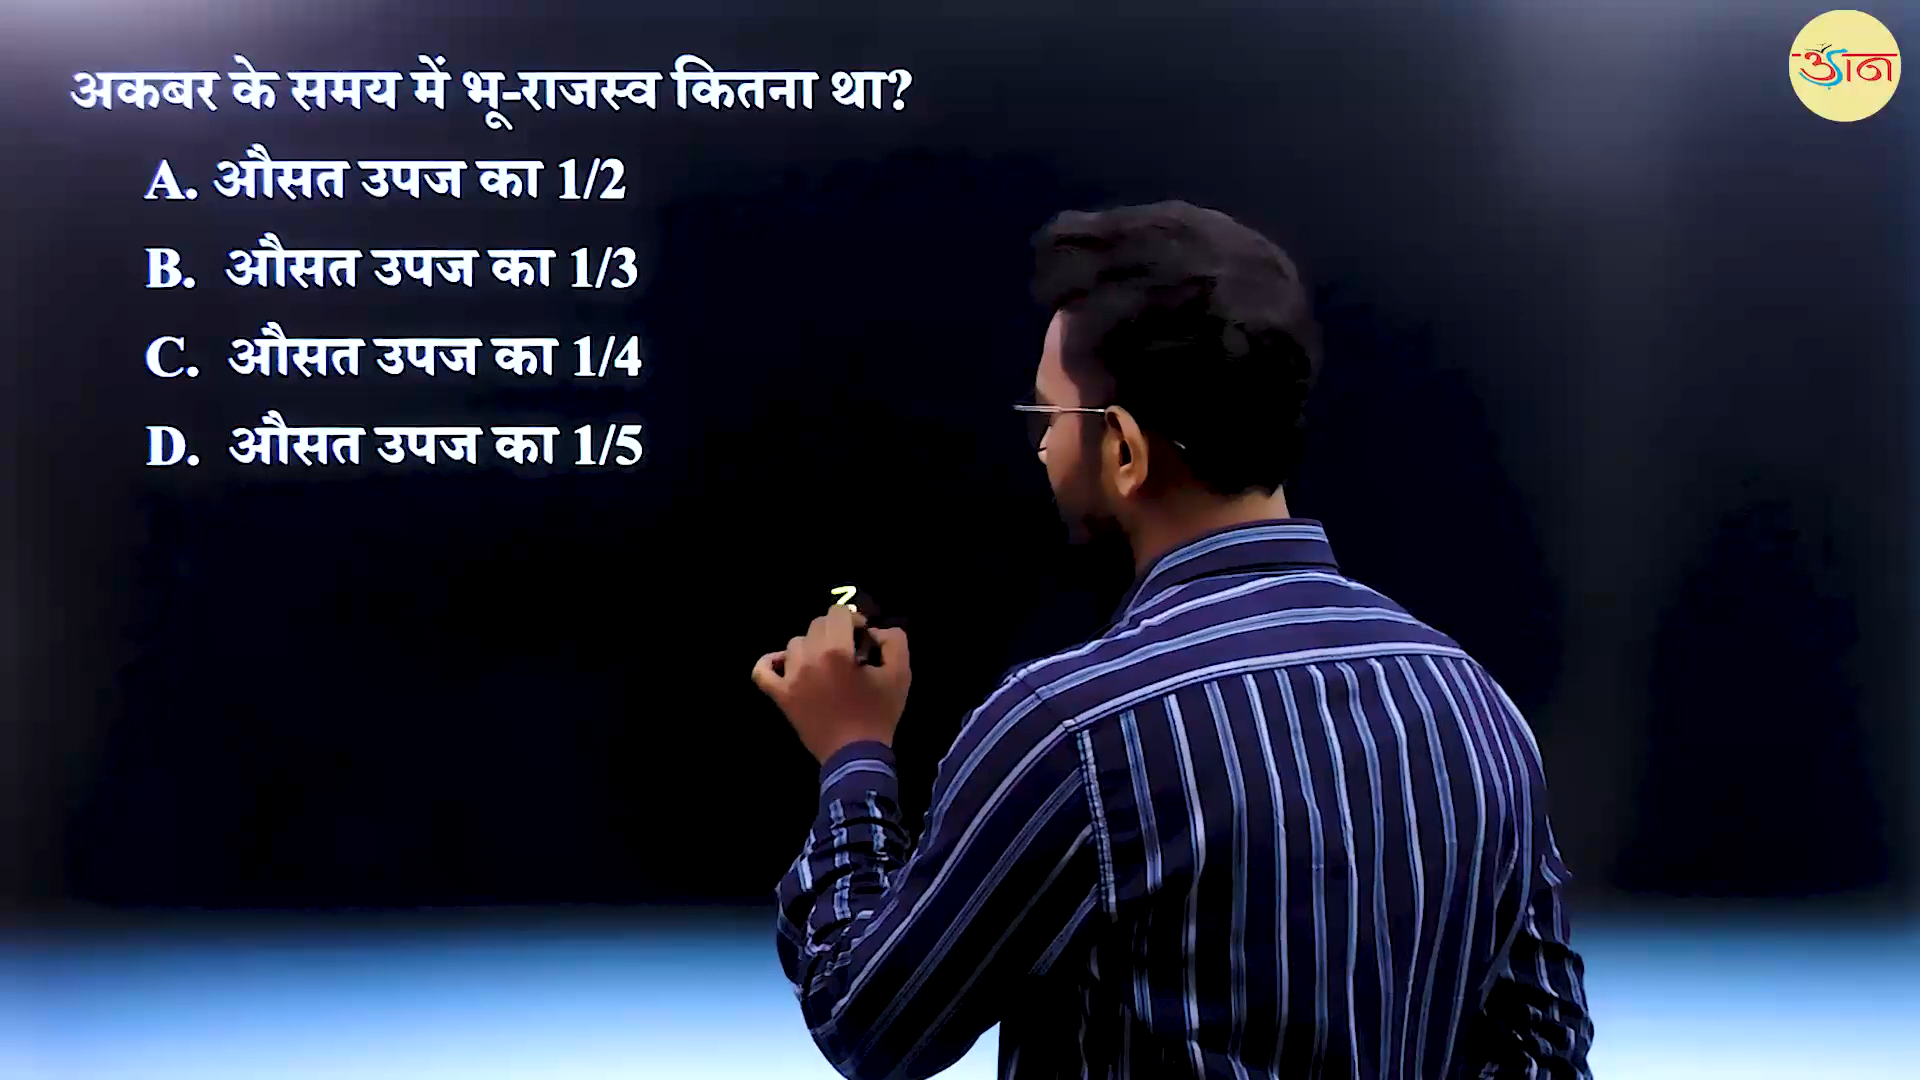 अकबर के समय में भू-राजस्व कितना था?
A. औसत उपज का 1/2
B. औसत उपज का 1/3
C. औसत उपज का 1/4
D. औसत उपज का 1/5
उड़ान